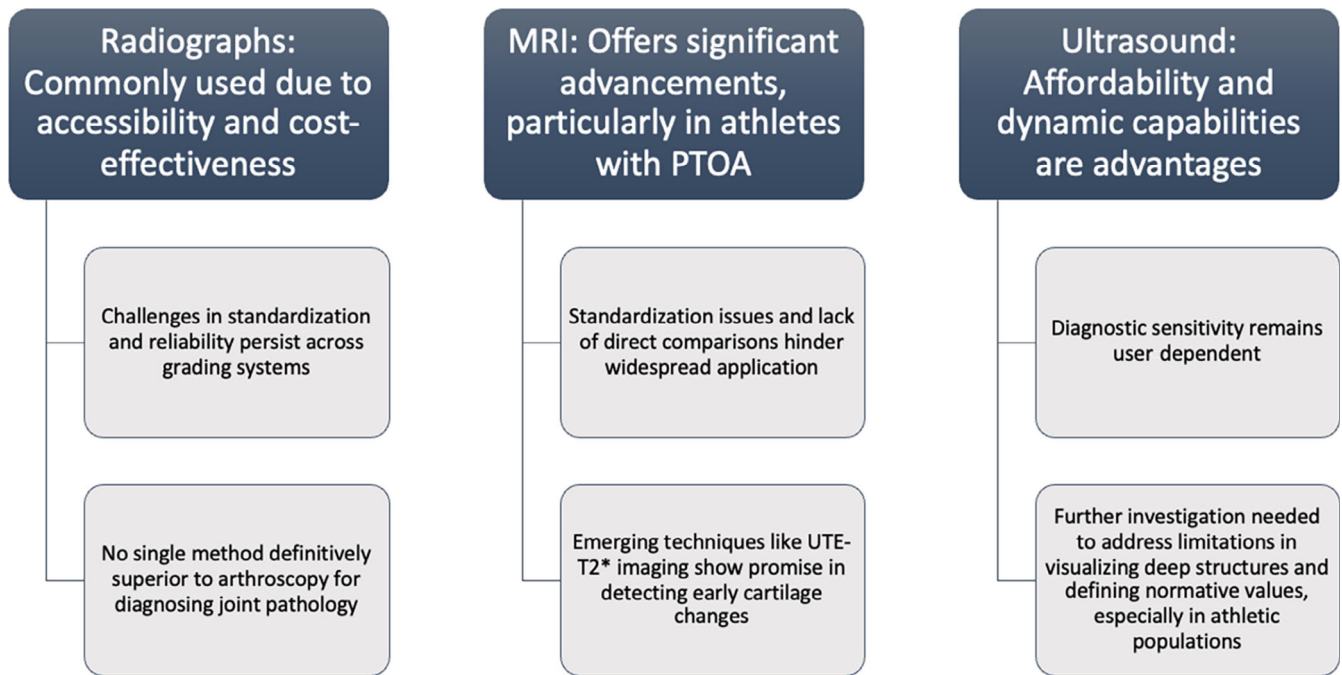 Radiographs:
Commonly used due to
accessibility and cost-
effectiveness
Challenges in standardization
and reliability persist across
grading systems
No single method definitively
superior to arthroscopy for
diagnosing joint pathology
MRI: Offers significant
advancements,
particularly in athletes
with PTOA
Standardization issues and lack
of direct comparisons hinder
widespread application
Emerging techniques like UTE-
T2* imaging show promise in
detecting early cartilage
changes
Ultrasound:
Affordability and
dynamic capabilities
are advantages
Diagnostic sensitivity remains
user dependent
Further investigation needed
to address limitations in
visualizing deep structures and
defining normative values,
especially in athletic
populations